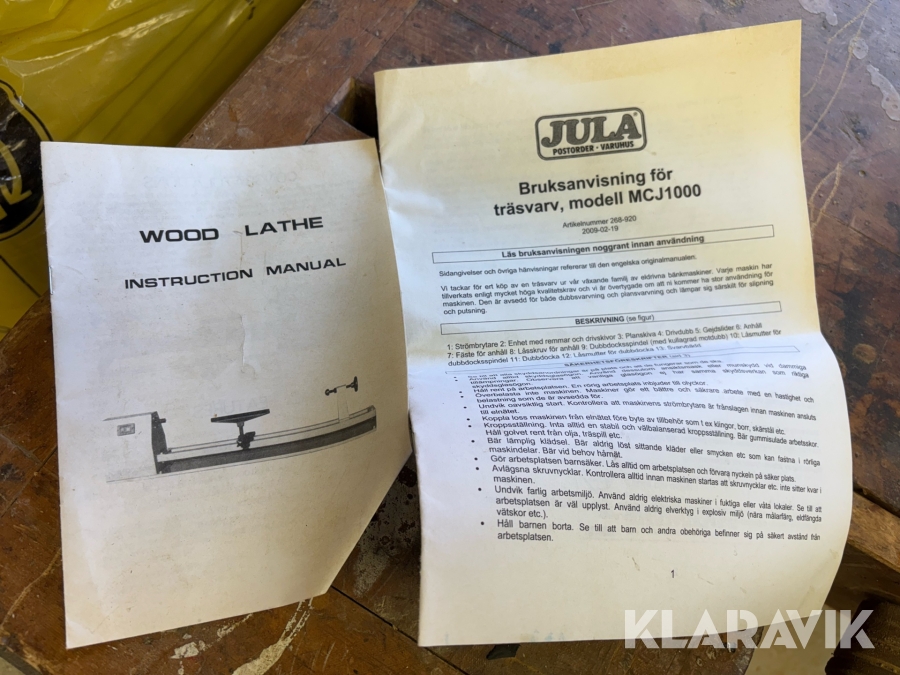 WOOD LATHE
INSTRUCTION MANUAL
JULA
POSTORDER - VARUHUS
Bruksanvisning för
träsvarv, modell MCJ1000
Artikelnummer 268-920
2009-02-19
Läs bruksanvisningen noggrant innan användning
Sidangivelser och övriga hänvisningar refererar till den engelska originalmanualen.
Vi tackar för ert köp av en träsvarv ur vår växande familj av eldrivna bänkmaskiner. Varje maskin har
tillverkats enligt mycket höga kvalitetskrav och vi är övertygade om att ni kommer ha stor användning för
maskinen. Den är avsedd för både dubbsvarvning och plansvarvning och lämpar sig särskilt för slipning
och putsning.
BESKRIVNING (se figur)
1: Strömbrytare 2: Enhet med remmar och drivskivor 3: Planskiva 4: Drivdubb 5: Gejdslider 6: Anhåll
7: Fäste för anhåll 8: Låsskruv för anhåll 9: Dubbdocksspindel (med kullagrad motdubb) 10: Låsmutter för
dubbdocksspindel 11: Dubbdocka 12: Låsmutter för dubbdocka 13: Svarvbädd
skyddsglasögon.
Håll rent på arbetsplatsen. En rörig arbetsplats inbjuder till olyckor.
Överbelasta inte maskinen. Maskiner gör ett bättre och säkrare arbete med en hastighet och
belastning som de är avsedda för.
Undvik oavsiktlig start. Kontrollera att maskinens strömbrytare är frånslagen innan maskinen ansluts
till elnätet.
Koppla loss maskinen från elnätet före byte av tillbehör som t ex klingor, borr, skärstål etc.
Kroppsställning. Inta alltid en stabil och välbalanserad kroppsställning. Bär gummisulade arbetsskor.
Håll golvet rent från olja, träspill etc.
• Bär lämplig klädsel. Bär aldrig löst sittande kläder eller smycken etc som kan fastna i rörliga
maskindelar. Bär vid behov hårnät.
• Gör arbetsplatsen barnsäker. Lås alltid om arbetsplatsen och förvara nyckeln på säker plats.
• Avlägsna skruvnycklar. Kontrollera alltid innan maskinen startas att skruvnycklar etc. inte sitter kvar i
maskinen.
• Undvik farlig arbetsmiljö. Använd aldrig elektriska maskiner i fuktiga eller våta lokaler. Se till att
arbetsplatsen är väl upplyst. Använd aldrig elverktyg i explosiv miljö (nära målarfärg, eldfängda
vätskor etc.).
• Håll barnen borta. Se till att barn och andra obehöriga befinner sig på säkert avstånd från
arbetsplatsen.
1
KLARAVIK